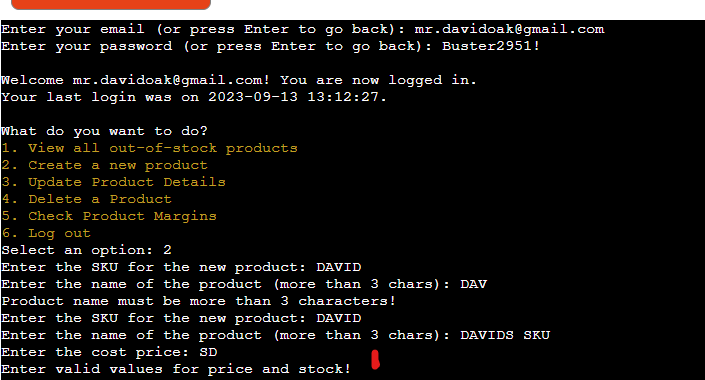 Enter your email (or press Enter to go back): mr.davidoak@gmail.com
Enter your password (or press Enter to go back): Buster2951!
Welcome mr.davidoak@gmail.com! You are now logged in.
Your last login was on 2023-09-13 13:12:27.
What do you want to do?
1. View all out-of-stock products
2. Create a new product
3. Update Product Details
4. Delete a Product
5. Check Product Margins
6. Log out
Select an option: 2
Enter the SKU for the new product: DAVID
Enter the name of the product (more than 3 chars): DAV
Product name must be more than 3 characters!
Enter the SKU for the new product: DAVID
Enter the name of the product (more than 3 chars): DAVIDS SKU
Enter the cost price: SD
Enter valid values for price and stock!